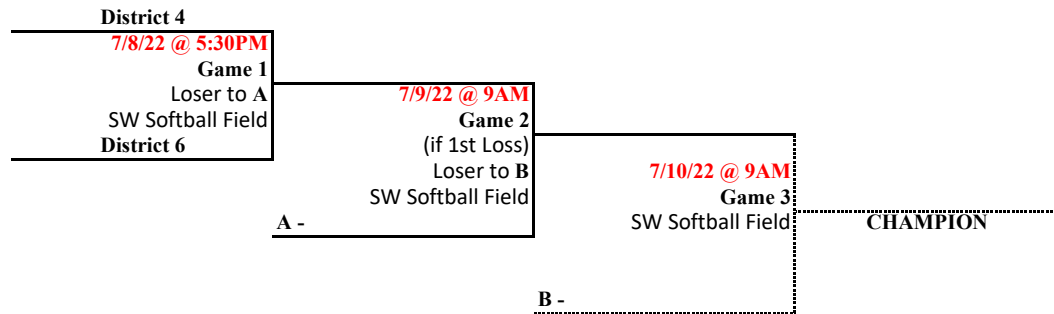 District 4
7/8/22 @ 5:30PM
Game 1
Loser to A
SW Softball Field
District 6
7/9/22 @ 9AM
Game 2
(if 1st Loss)
Loser to B
SW Softball Field
A -
7/10/22 @ 9AM
Game 3
SW Softball Field
B -
CHAMPION